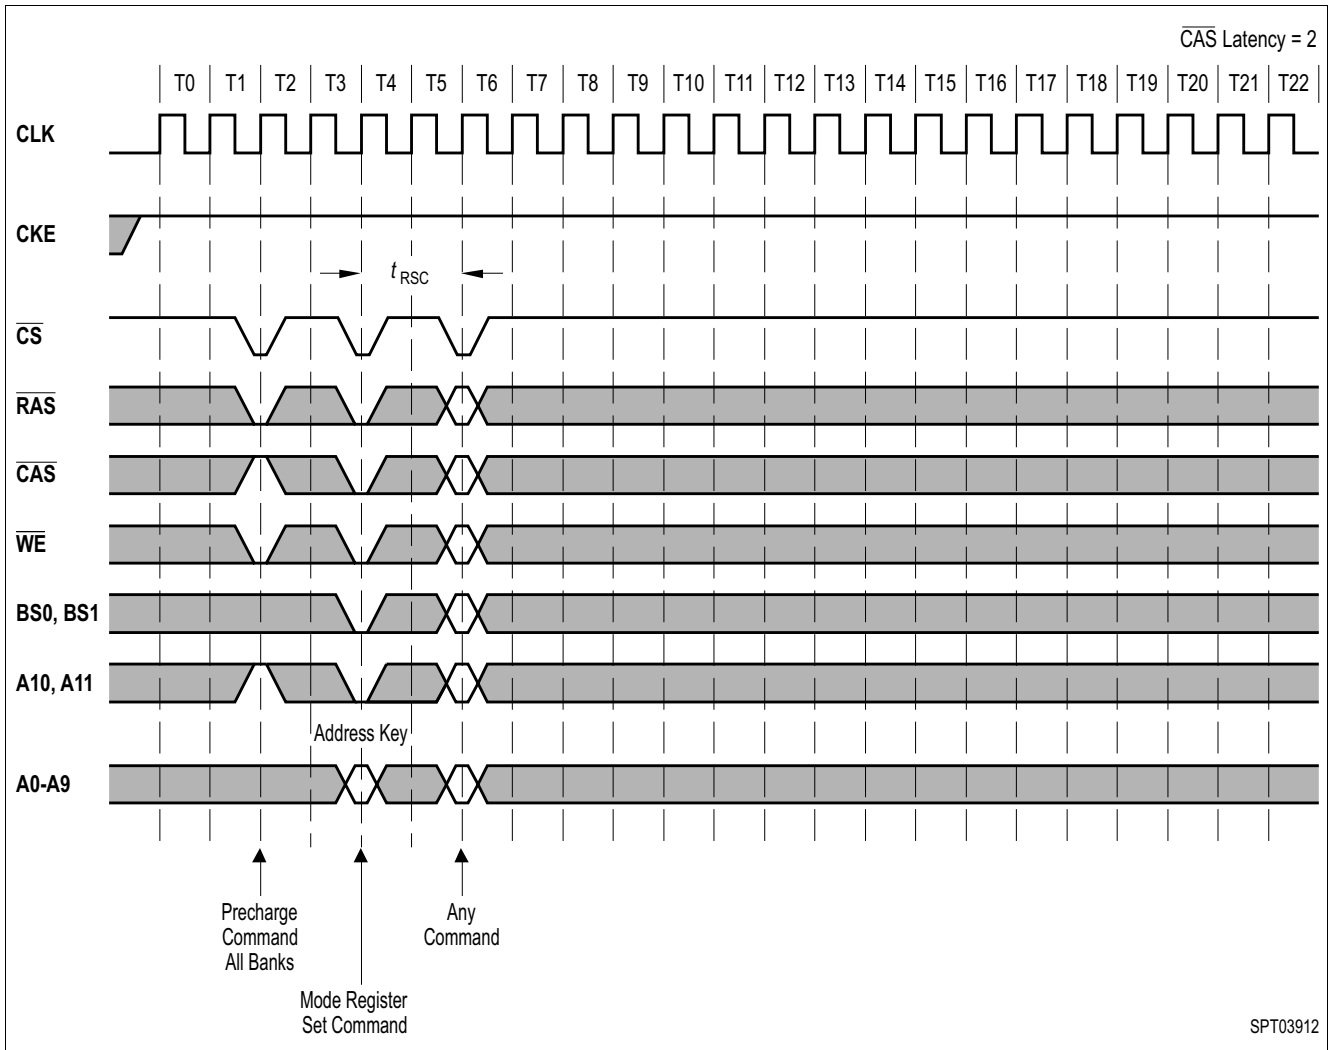 CAS Latency = 2
T0 T1 T2 T3 T4 T5 T6 T7 T8 T9 T10 T11 T12 T13 T14 T15 T16 T17 T18 T19 T20 T21 T22
CLK
CKE
t RSC
CS
RAS
CAS
WE
BS0, BS1
A10, A11
Address Key
A0-A9
Precharge
Command
All Banks
Any
Command
Mode Register
Set Command
SPT03912